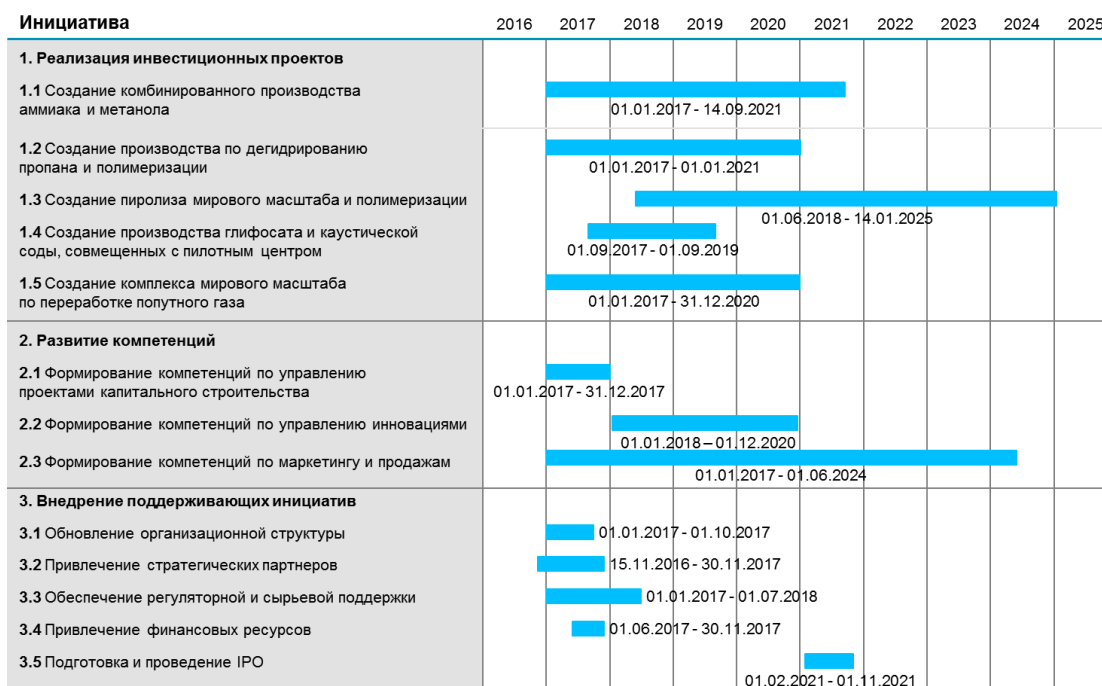 Инициатива 2016 2017 2018 2019 2020 2021 2022 2023 2024 2025
1. Реализация инвестиционных проектов
1.1 Создание комбинированного производства
аммиака и метанола
01.01.2017 - 14.09.2021
1.2 Создание производства по дегидрированию
пропана и полимеризации
01.01.2017 - 01.01.2021
1.3 Создание пиролиза мирового масштаба и полимеризации
01.06.2018 - 14.01.2025
1.4 Создание производства глифосата и каустической
соды, совмещенных с пилотным центром
01.09.2017 - 01.09.2019
1.5 Создание комплекса мирового масштаба
по переработке попутного газа
01.01.2017 - 31.12.2020
2. Развитие компетенций
2.1 Формирование компетенций по управлению
проектами капитального строительства
01.01.2017 - 31.12.2017
2.2 Формирование компетенций по управлению инновациями
01.01.2018 – 01.12.2020
2.3 Формирование компетенций по маркетингу и продажам
01.01.2017 - 01.06.2024
3. Внедрение поддерживающих инициатив
3.1 Обновление организационной структуры 01.01.2017 - 01.10.2017
3.2 Привлечение стратегических партнеров 15.11.2016 - 30.11.2017
3.3 Обеспечение регуляторной и сырьевой поддержки 01.01.2017 - 01.07.2018
3.4 Привлечение финансовых ресурсов 01.06.2017 - 30.11.2017
3.5 Подготовка и проведение IPO
01.02.2021 - 01.11.2021